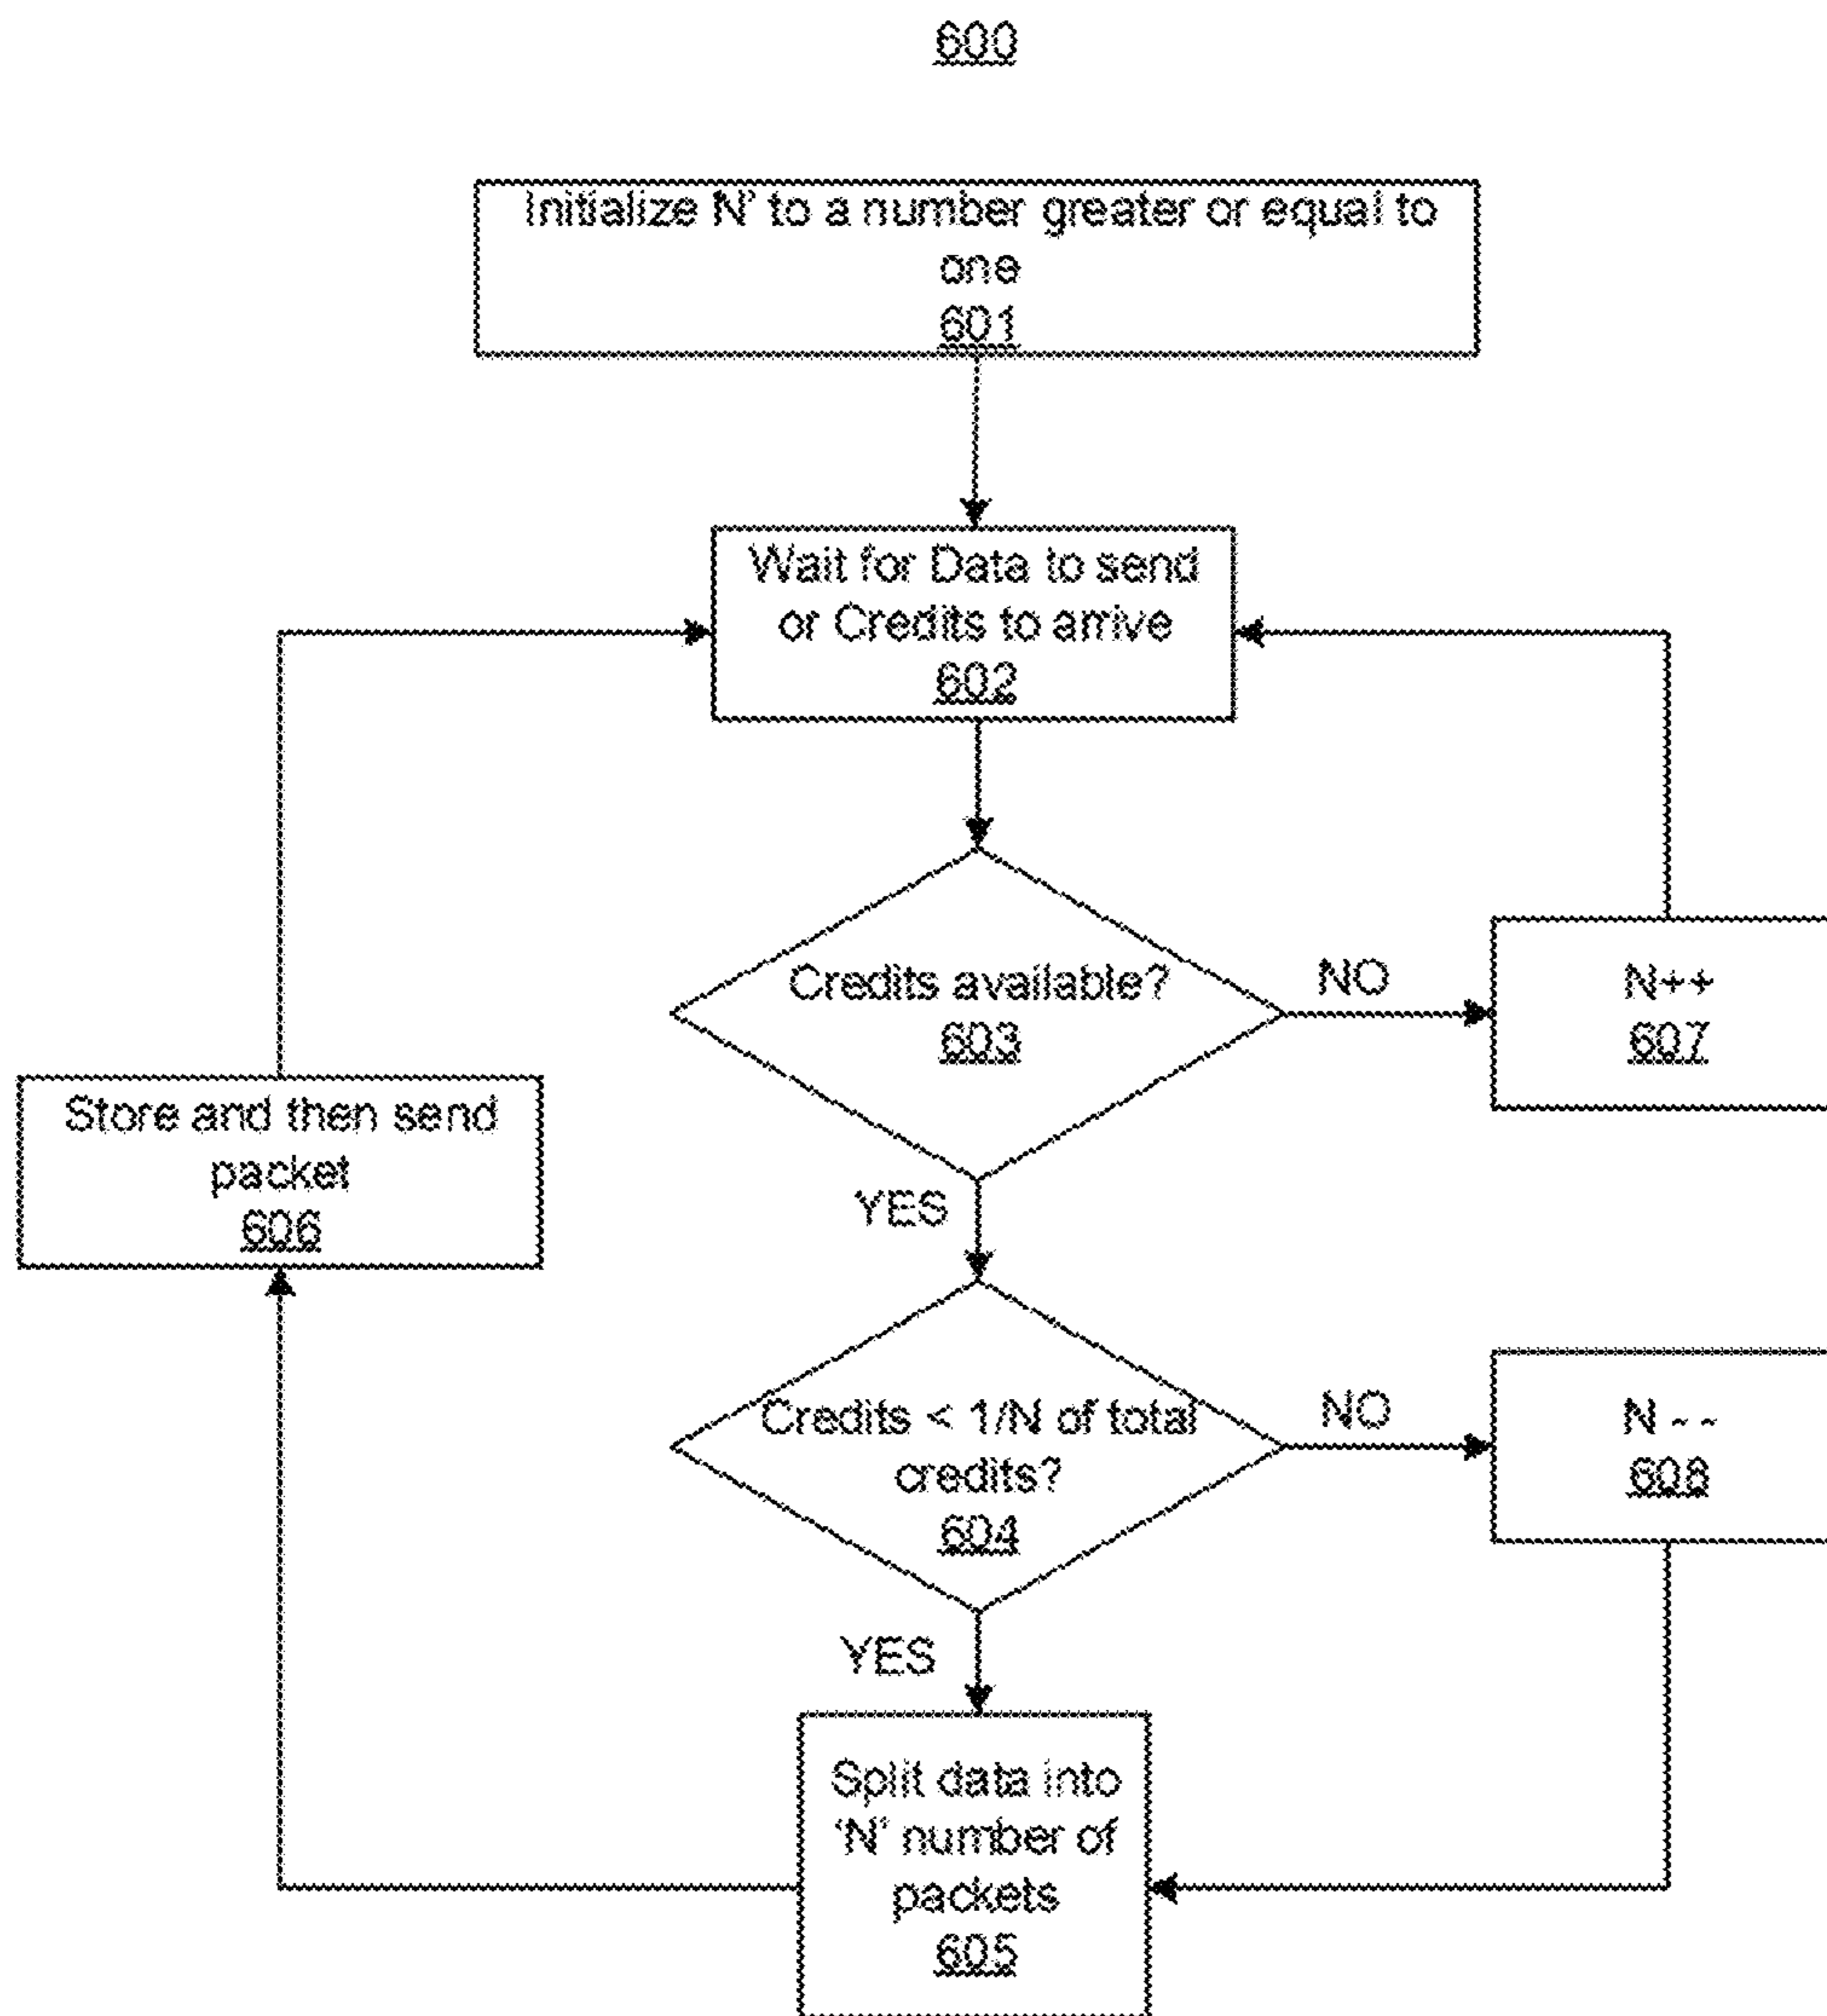 600
Initialize N' to a number greater or equal to
one
601
Wait for Data to send
or Credits to arrive
602
Credits available?
603
NO
N++
607
Store and then send
packet
606
YES
Credits < 1/N of total
credits?
604
NO
N --
608
YES
Split data into
'N' number of
packets
605